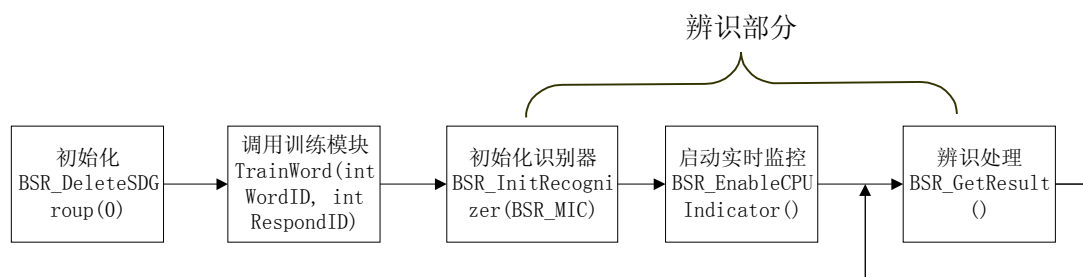 辨识部分
初始化
BSR_DeleteSDG
roup(0)
调用训练模块
TrainWord(int
WordID, int
RespondID)
初始化识别器
BSR_InitRecogni
zer(BSR_MIC)
启动实时监控
BSR_EnableCPU
Indicator()
辨识处理
BSR_GetResult
()